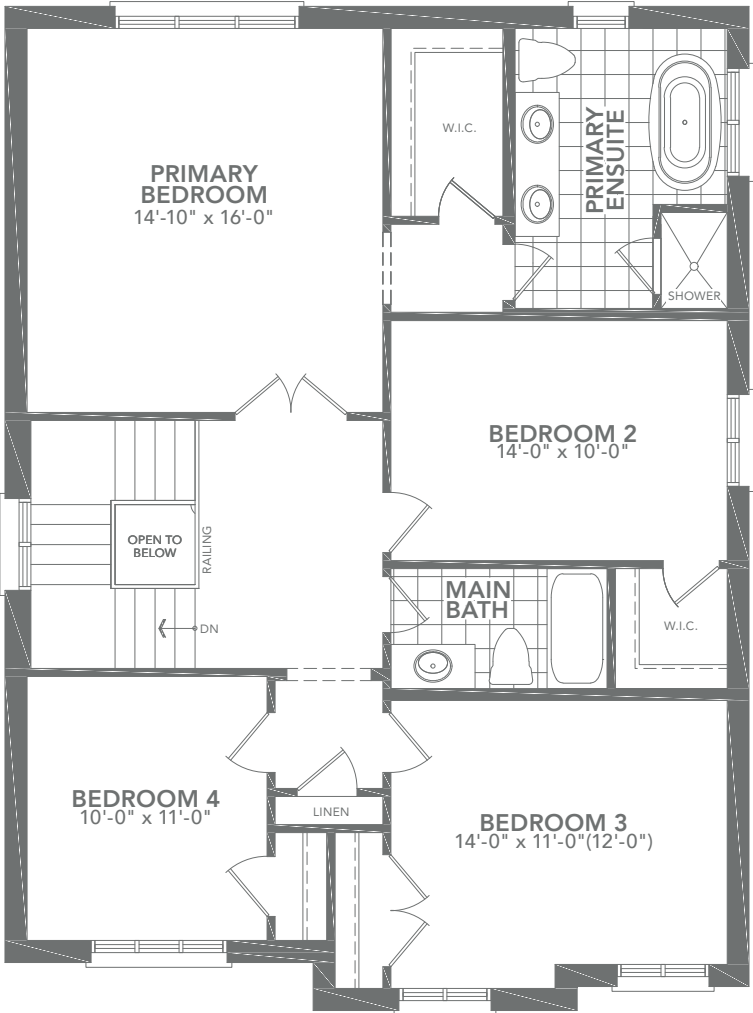 PRIMARY
BEDROOM
14'-10" x 16'-0"
W.I.C.
PRIMARY
ENSUITE
SHOWER
BEDROOM 2
14'-0" x 10'-0"
OPEN TO
BELOW
RAILING
DN
MAIN
BATH
W.I.C.
BEDROOM 4
10'-0" x 11'-0"
LINEN
BEDROOM 3
14'-0" x 11'-0"(12'-0")